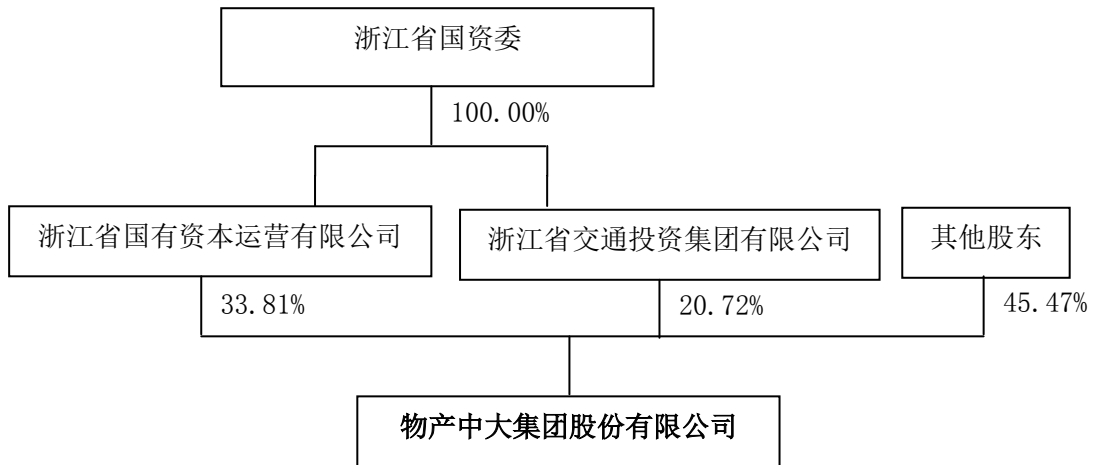 浙江省国资委
100.00%
浙江省国有资本运营有限公司
浙江省交通投资集团有限公司
其他股东
33.81%
20.72%
45.47%
物产中大集团股份有限公司